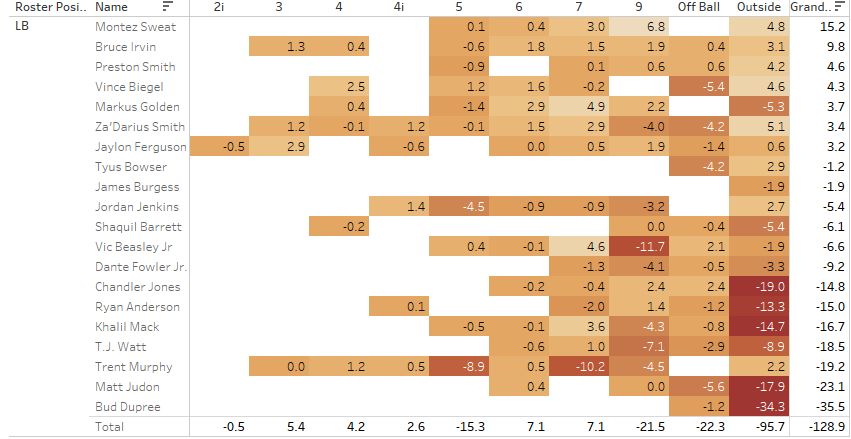 Roster Posi.. Name 2i 3 4 4i 5 6 7 9 Off Ball Outside Grand..
LB Montez Sweat 0.1 0.4 3.0 6.8 4.8 15.2
Bruce Irvin 1.3 0.4 -0.6 1.8 1.5 1.9 0.4 3.1 9.8
Preston Smith -0.9 0.1 0.6 0.6 4.2 4.6
Vince Biegel 2.5 1.2 1.6 -0.2 -5.4 4.6 4.3
Markus Golden 0.4 -1.4 2.9 4.9 2.2 -5.3 3.7
Za'Darius Smith 1.2 -0.1 1.2 -0.1 1.5 2.9 -4.0 -4.2 5.1 3.4
Jaylon Ferguson -0.5 2.9 -0.6 0.0 0.5 1.9 -1.4 0.6 3.2
Tyus Bowser -4.2 2.9 -1.2
James Burgess -1.9 -1.9
Jordan Jenkins 1.4 -4.5 -0.9 -0.9 -3.2 2.7 -5.4
Shaquil Barrett -0.2 0.0 -0.4 -5.4 -6.1
Vic Beasley Jr 0.4 -0.1 4.6 -11.7 2.1 -1.9 -6.6
Dante Fowler Jr. -1.3 -4.1 -0.5 -3.3 -9.2
Chandler Jones -0.2 -0.4 2.4 2.4 -19.0 -14.8
Ryan Anderson 0.1 -2.0 1.4 -1.2 -13.3 -15.0
Khalil Mack -0.5 -0.1 3.6 -4.3 -0.8 -14.7 -16.7
T.J. Watt -0.6 1.0 -7.1 -2.9 -8.9 -18.5
Trent Murphy 0.0 1.2 0.5 -8.9 0.5 -10.2 -4.5 2.2 -19.2
Matt Judon 0.4 0.0 -5.6 -17.9 -23.1
Bud Dupree -1.2 -34.3 -35.5
Total -0.5 5.4 4.2 2.6 -15.3 7.1 7.1 -21.5 -22.3 -95.7 -128.9